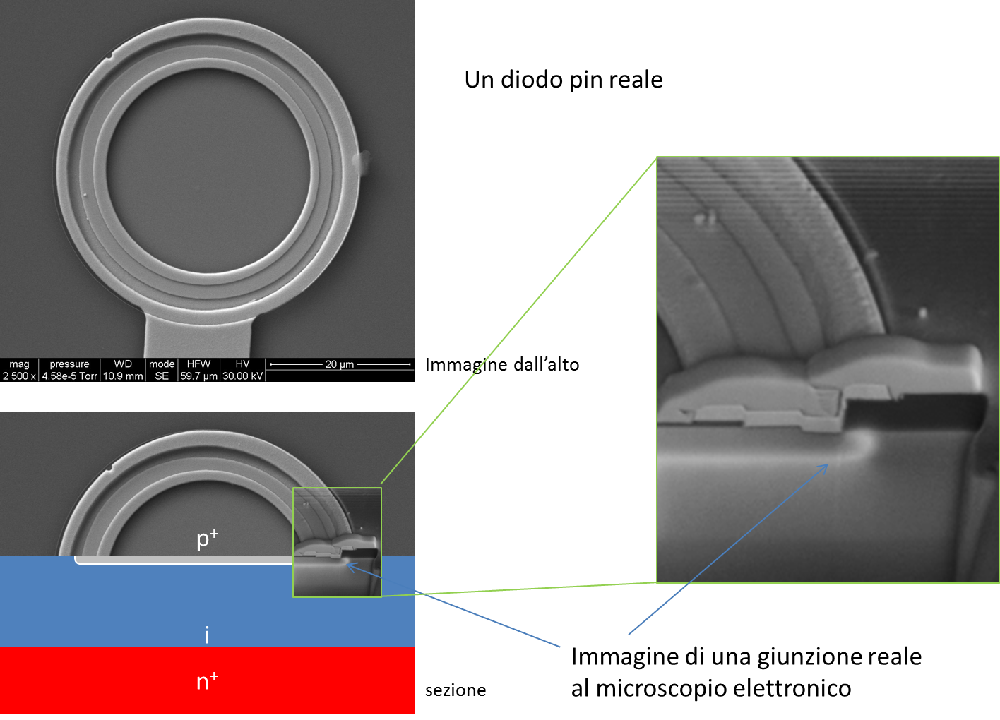 Un diodo pin reale
mag pressure WD mode HFW HV 20 µm
2 500 x 4.58e-5 Torr 10.9 mm SE 59.7 µm 30.00 kV
Immagine dall'alto
p+
i
n+
sezione
Immagine di una giunzione reale
al microscopio elettronico